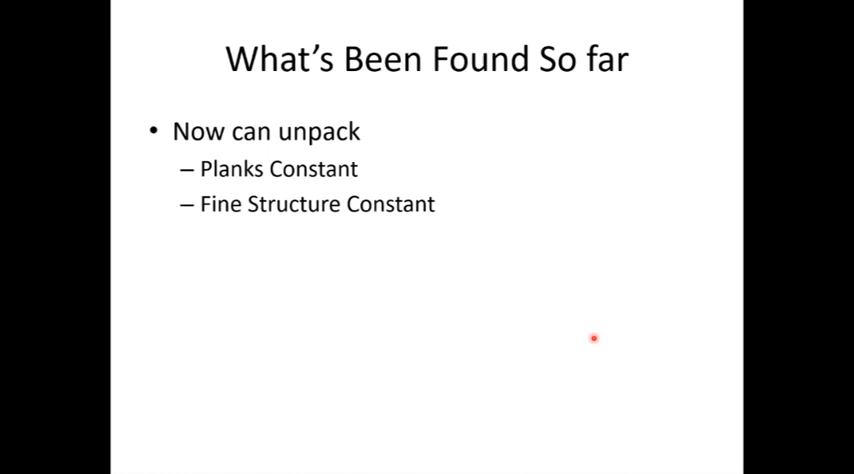 What's Been Found So far
• Now can unpack
– Planks Constant
– Fine Structure Constant